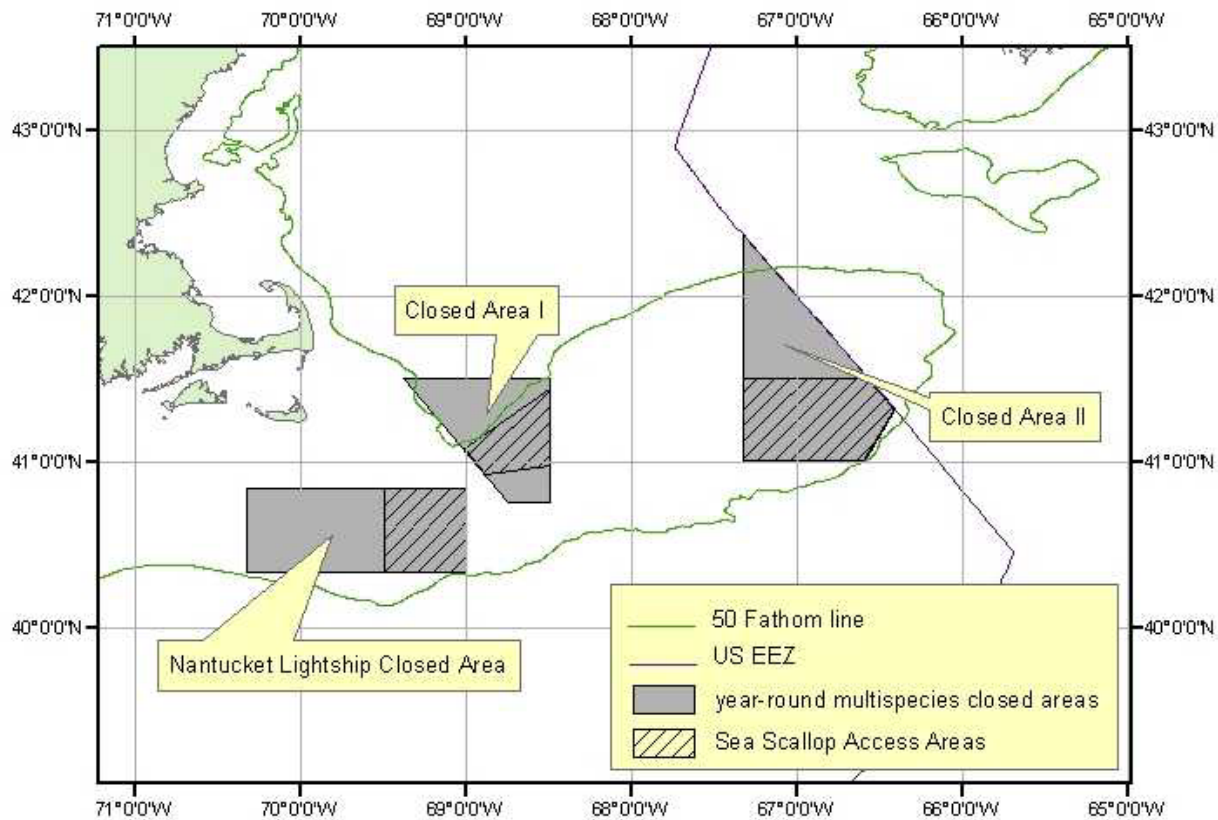 71°0'0"W 70°0'0"W 69°0'0"W 68°0'0"W 67°0'0"W 66°0'0"W 65°0'0"W
43°0'0"N 43°0'0"N
42°0'0"N 42°0'0"N
Closed Area I
Closed Area II
41°0'0"N 41°0'0"N
40°0'0"N 40°0'0"N
Nantucket Lightship Closed Area
50 Fathom line
US EEZ
year-round multispecies closed areas
Sea Scallop Access Areas
71°0'0"W 70°0'0"W 69°0'0"W 68°0'0"W 67°0'0"W 66°0'0"W 65°0'0"W